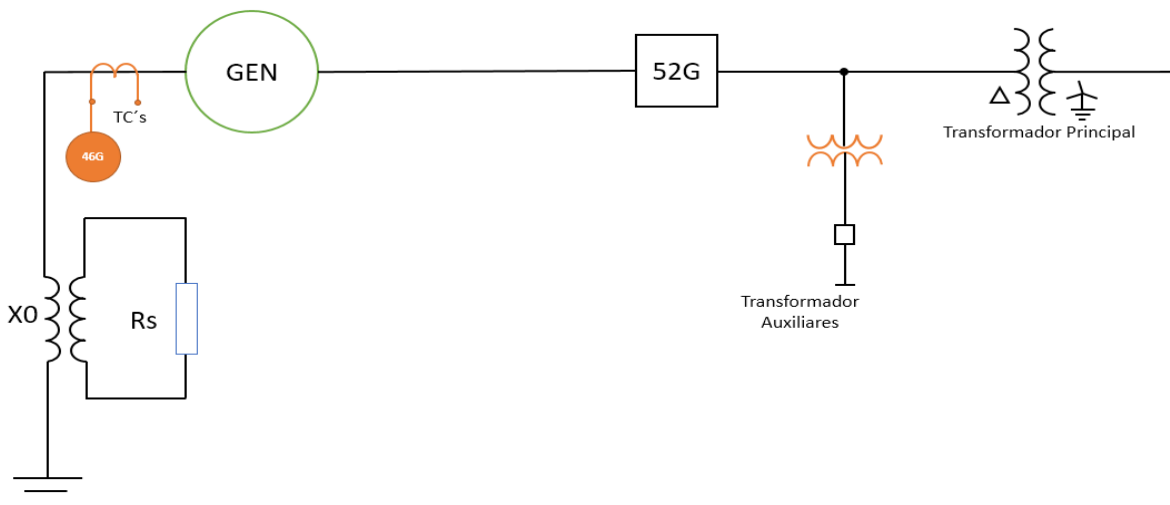 GEN
52G
TC´s
46G
Δ
Transformador Principal
X0
Rs
Transformador
Auxiliares